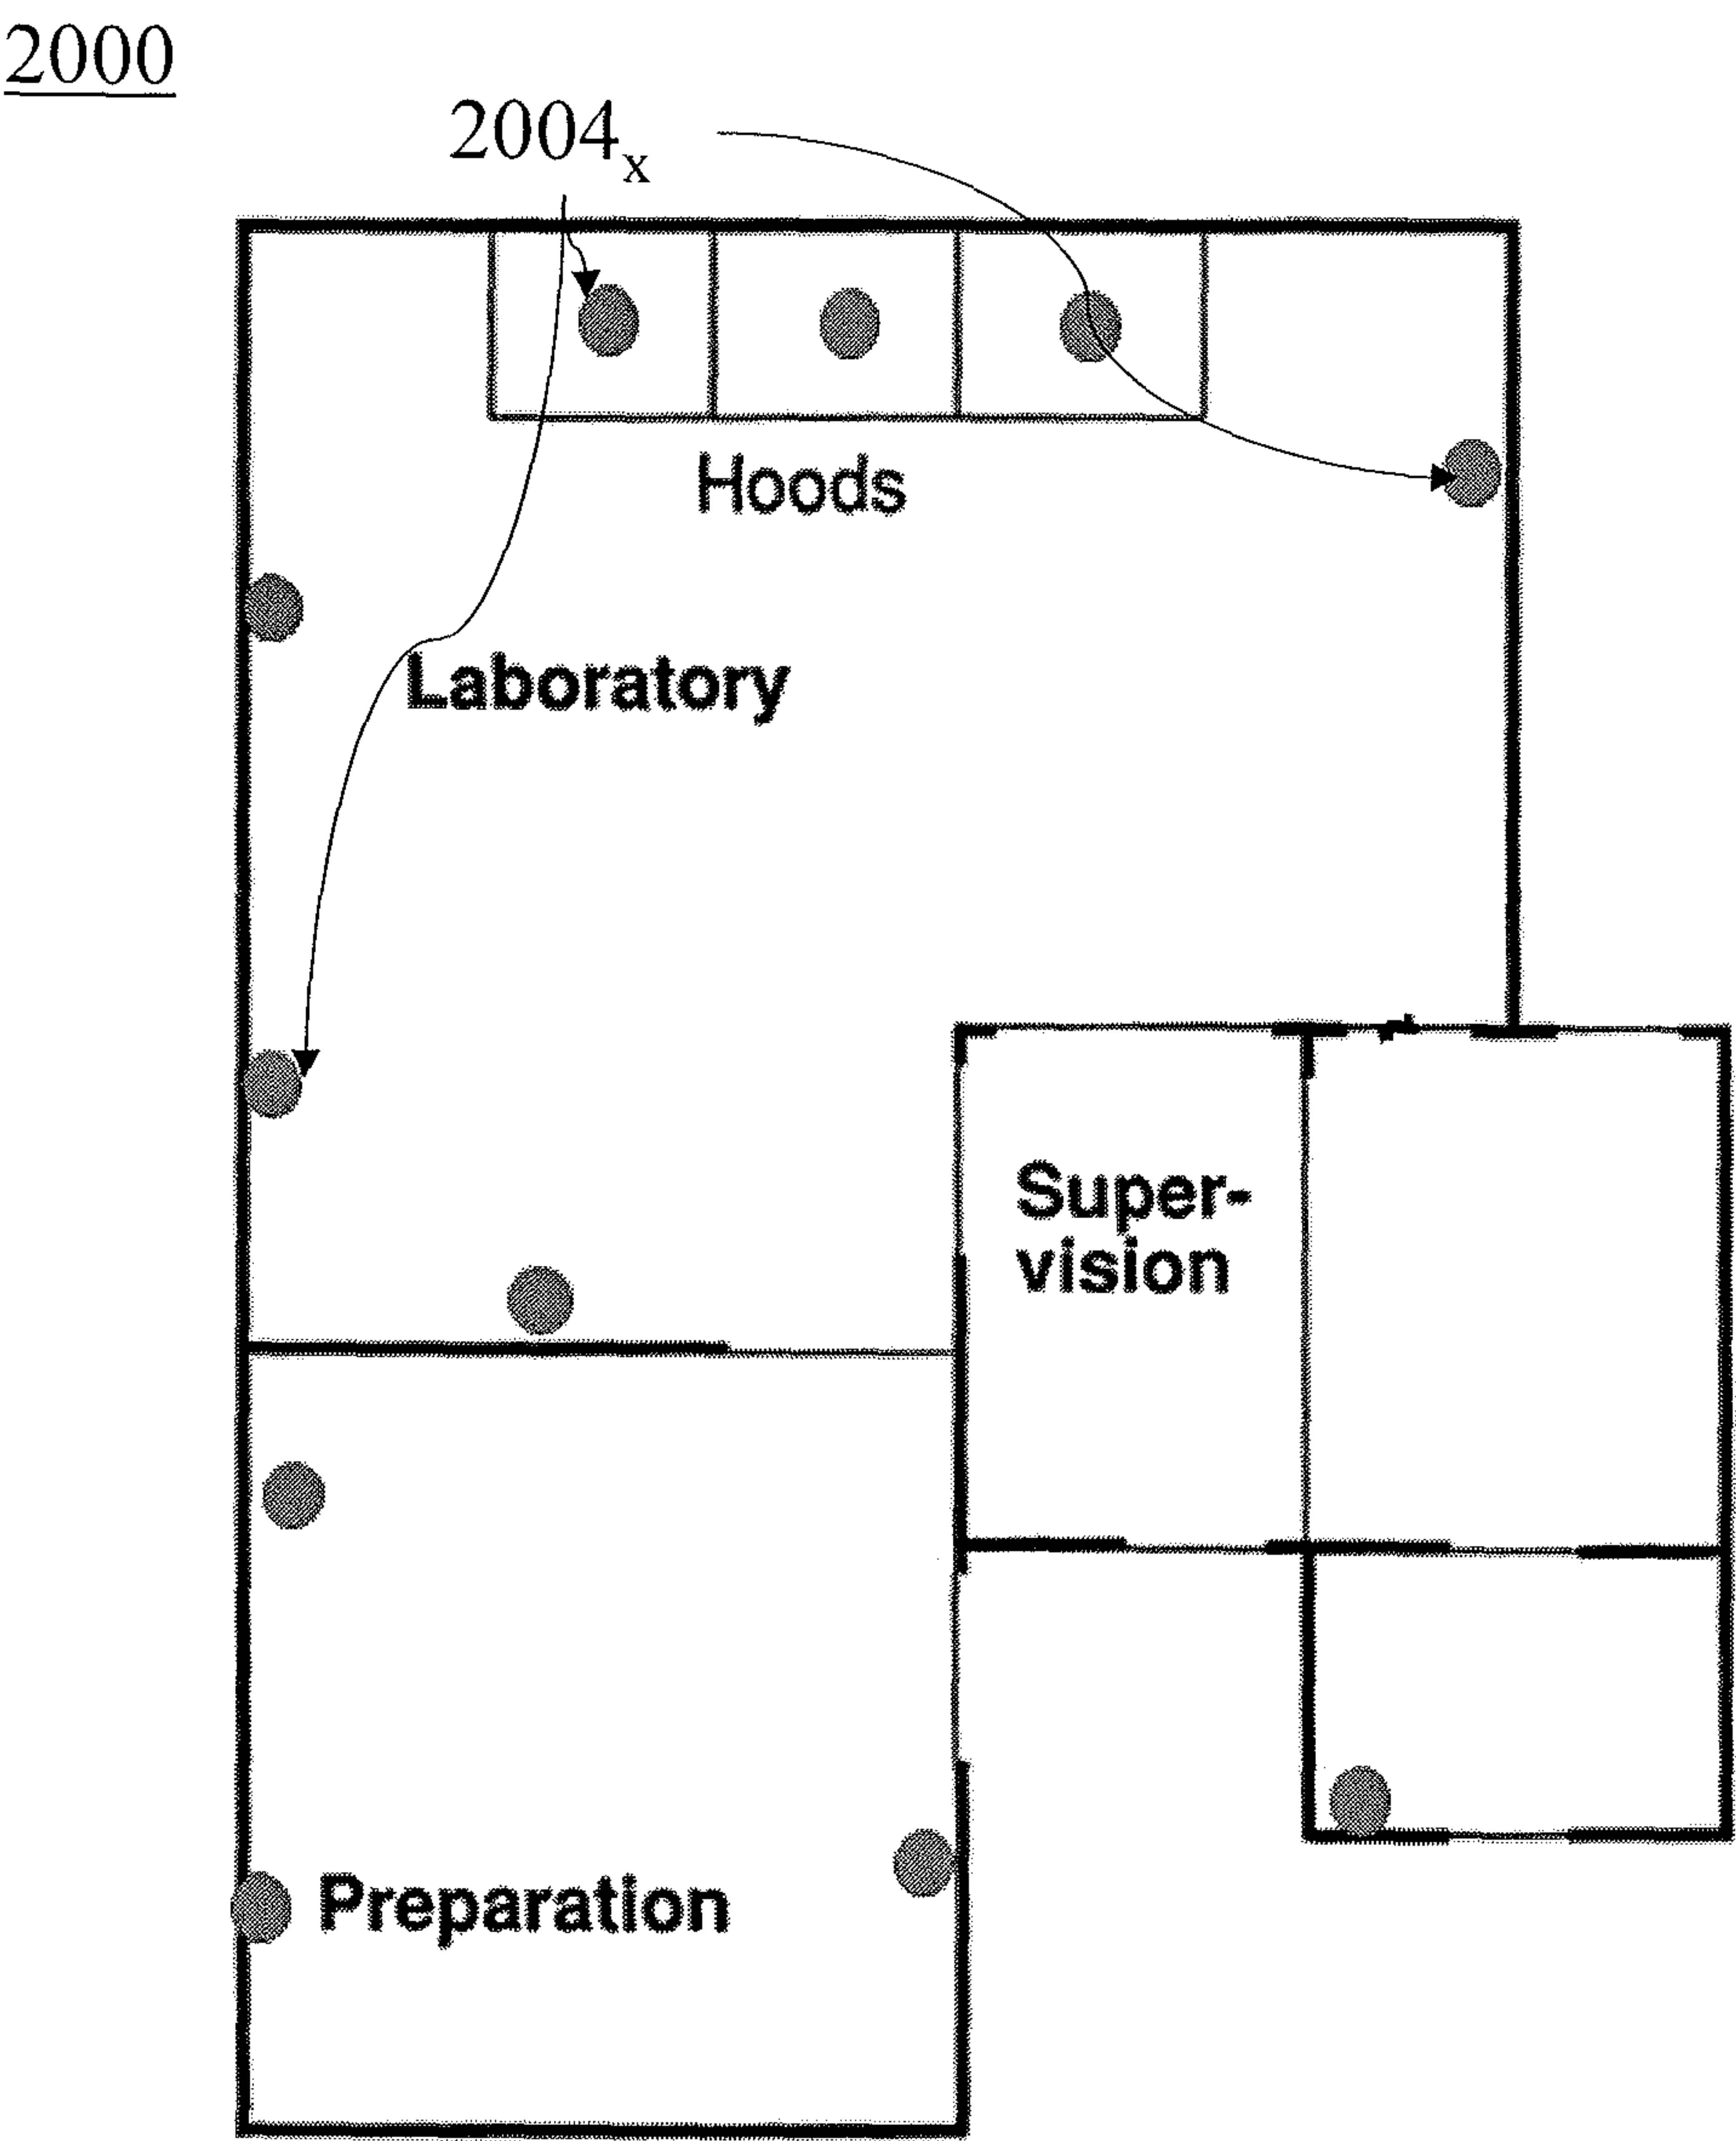 2000
2004x
Hoods
Laboratory
Super-
vision
Preparation